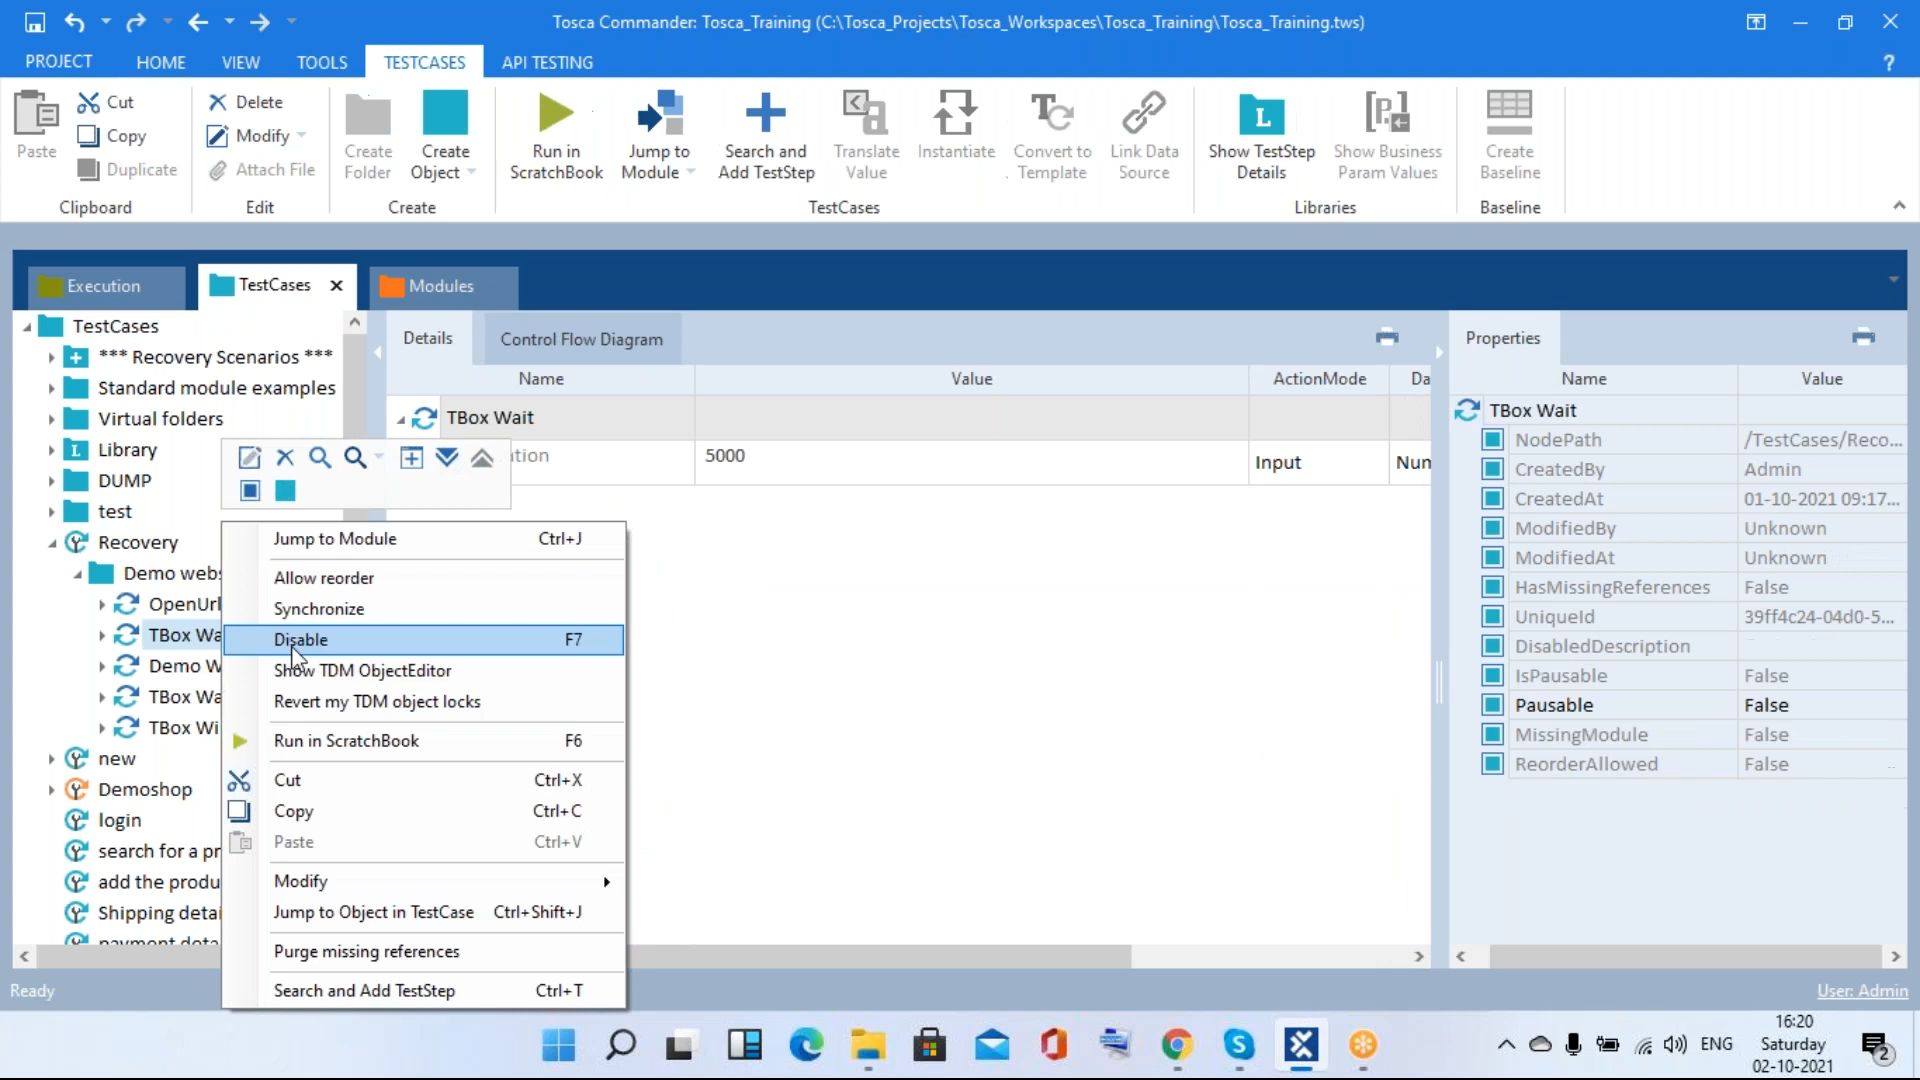 Tosca Commander: Tosca_Training (C:\Tosca_Projects\Tosca_Workspaces\Tosca_Training\Tosca_Training.tws)
PROJECT HOME VIEW TOOLS TESTCASES API TESTING ?
Paste
Cut
Copy
Duplicate
Clipboard
Delete
Modify
Attach File
Edit
Create Folder
Create Object
Create
Run in ScratchBook
Jump to Module
Search and Add TestStep
Translate Value
Instantiate
Convert to Template
Link Data Source
TestCases
Show TestStep Details
Show Business Param Values
Libraries
Create Baseline
Baseline
Execution TestCases Modules
TestCases
*** Recovery Scenarios ***
Standard module examples
Virtual folders
Library
DUMP
test
Recovery
Demo webs
OpenUrl
TBox Wa
Demo W
TBox Wa
TBox Wi
new
Demoshop
login
search for a pr
add the produ
Shipping detai
payment deta
Details Control Flow Diagram
Name Value ActionMode Da
TBox Wait
ation 5000 Input Num
Jump to Module Ctrl+J
Allow reorder
Synchronize
Disable F7
Show TDM ObjectEditor
Revert my TDM object locks
Run in ScratchBook F6
Cut Ctrl+X
Copy Ctrl+C
Paste Ctrl+V
Modify
Jump to Object in TestCase Ctrl+Shift+J
Purge missing references
Search and Add TestStep Ctrl+T
Properties
Name Value
TBox Wait
NodePath /TestCases/Reco...
CreatedBy Admin
CreatedAt 01-10-2021 09:17...
ModifiedBy Unknown
ModifiedAt Unknown
HasMissingReferences False
UniqueId 39ff4c24-04d0-5...
DisabledDescription
IsPausable False
Pausable False
MissingModule False
ReorderAllowed False
Ready User: Admin
ENG
16:20
Saturday
02-10-2021
2